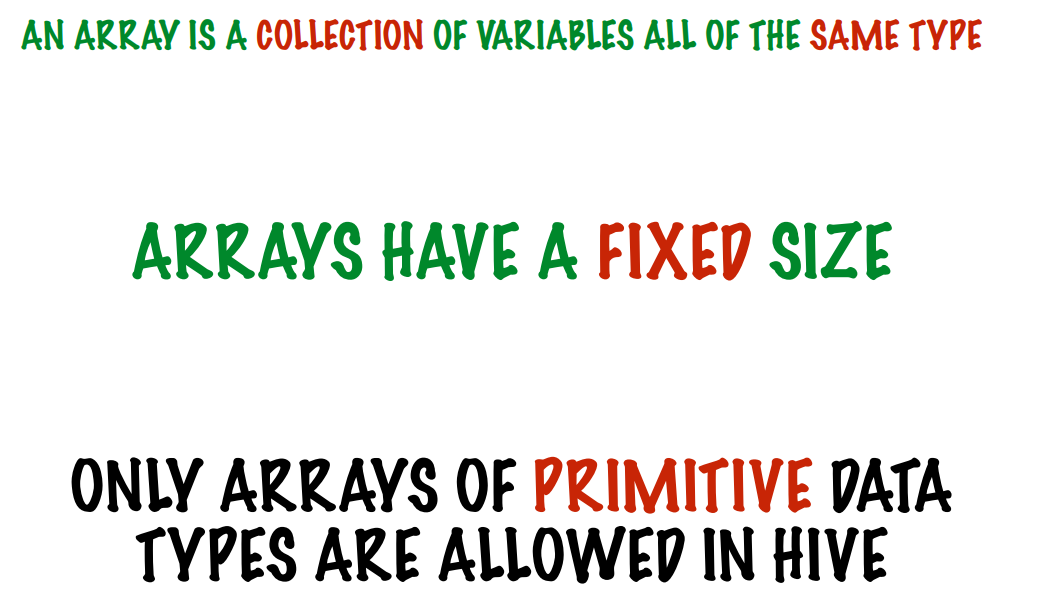 AN ARRAY IS A COLLECTION OF VARIABLES ALL OF THE SAME TYPE
ARRAYS HAVE A FIXED SIZE
ONLY ARRAYS OF PRIMITIVE DATA
TYPES ARE ALLOWED IN HIVE